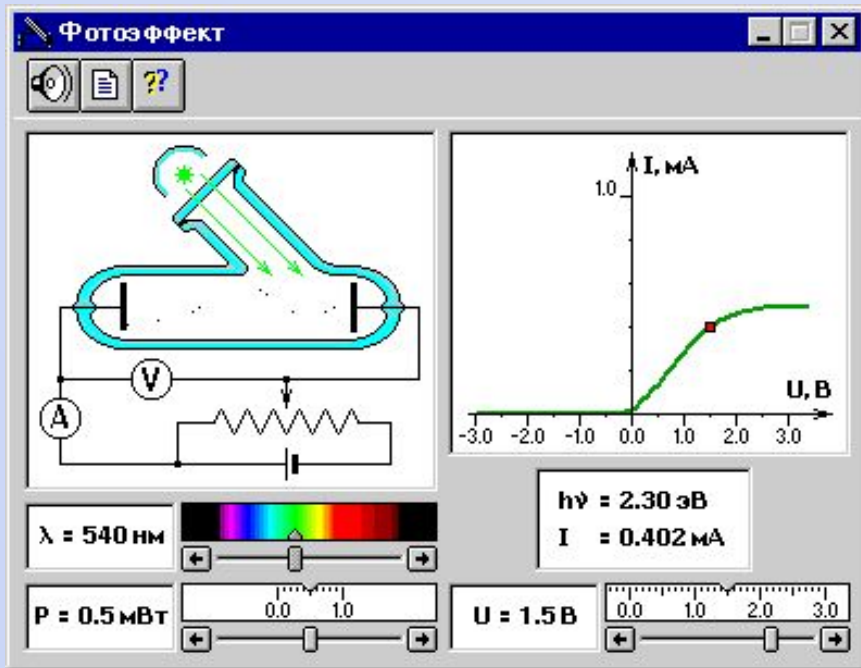 Фотоэффект
??
I, мА
1.0
U, В
-3.0 -2.0 -1.0 0.0 1.0 2.0 3.0
V
A
hν = 2.30 эВ
I = 0.402 мА
λ = 540 нм
P = 0.5 мВт
0.0 1.0
U = 1.5 В
0.0 1.0 2.0 3.0